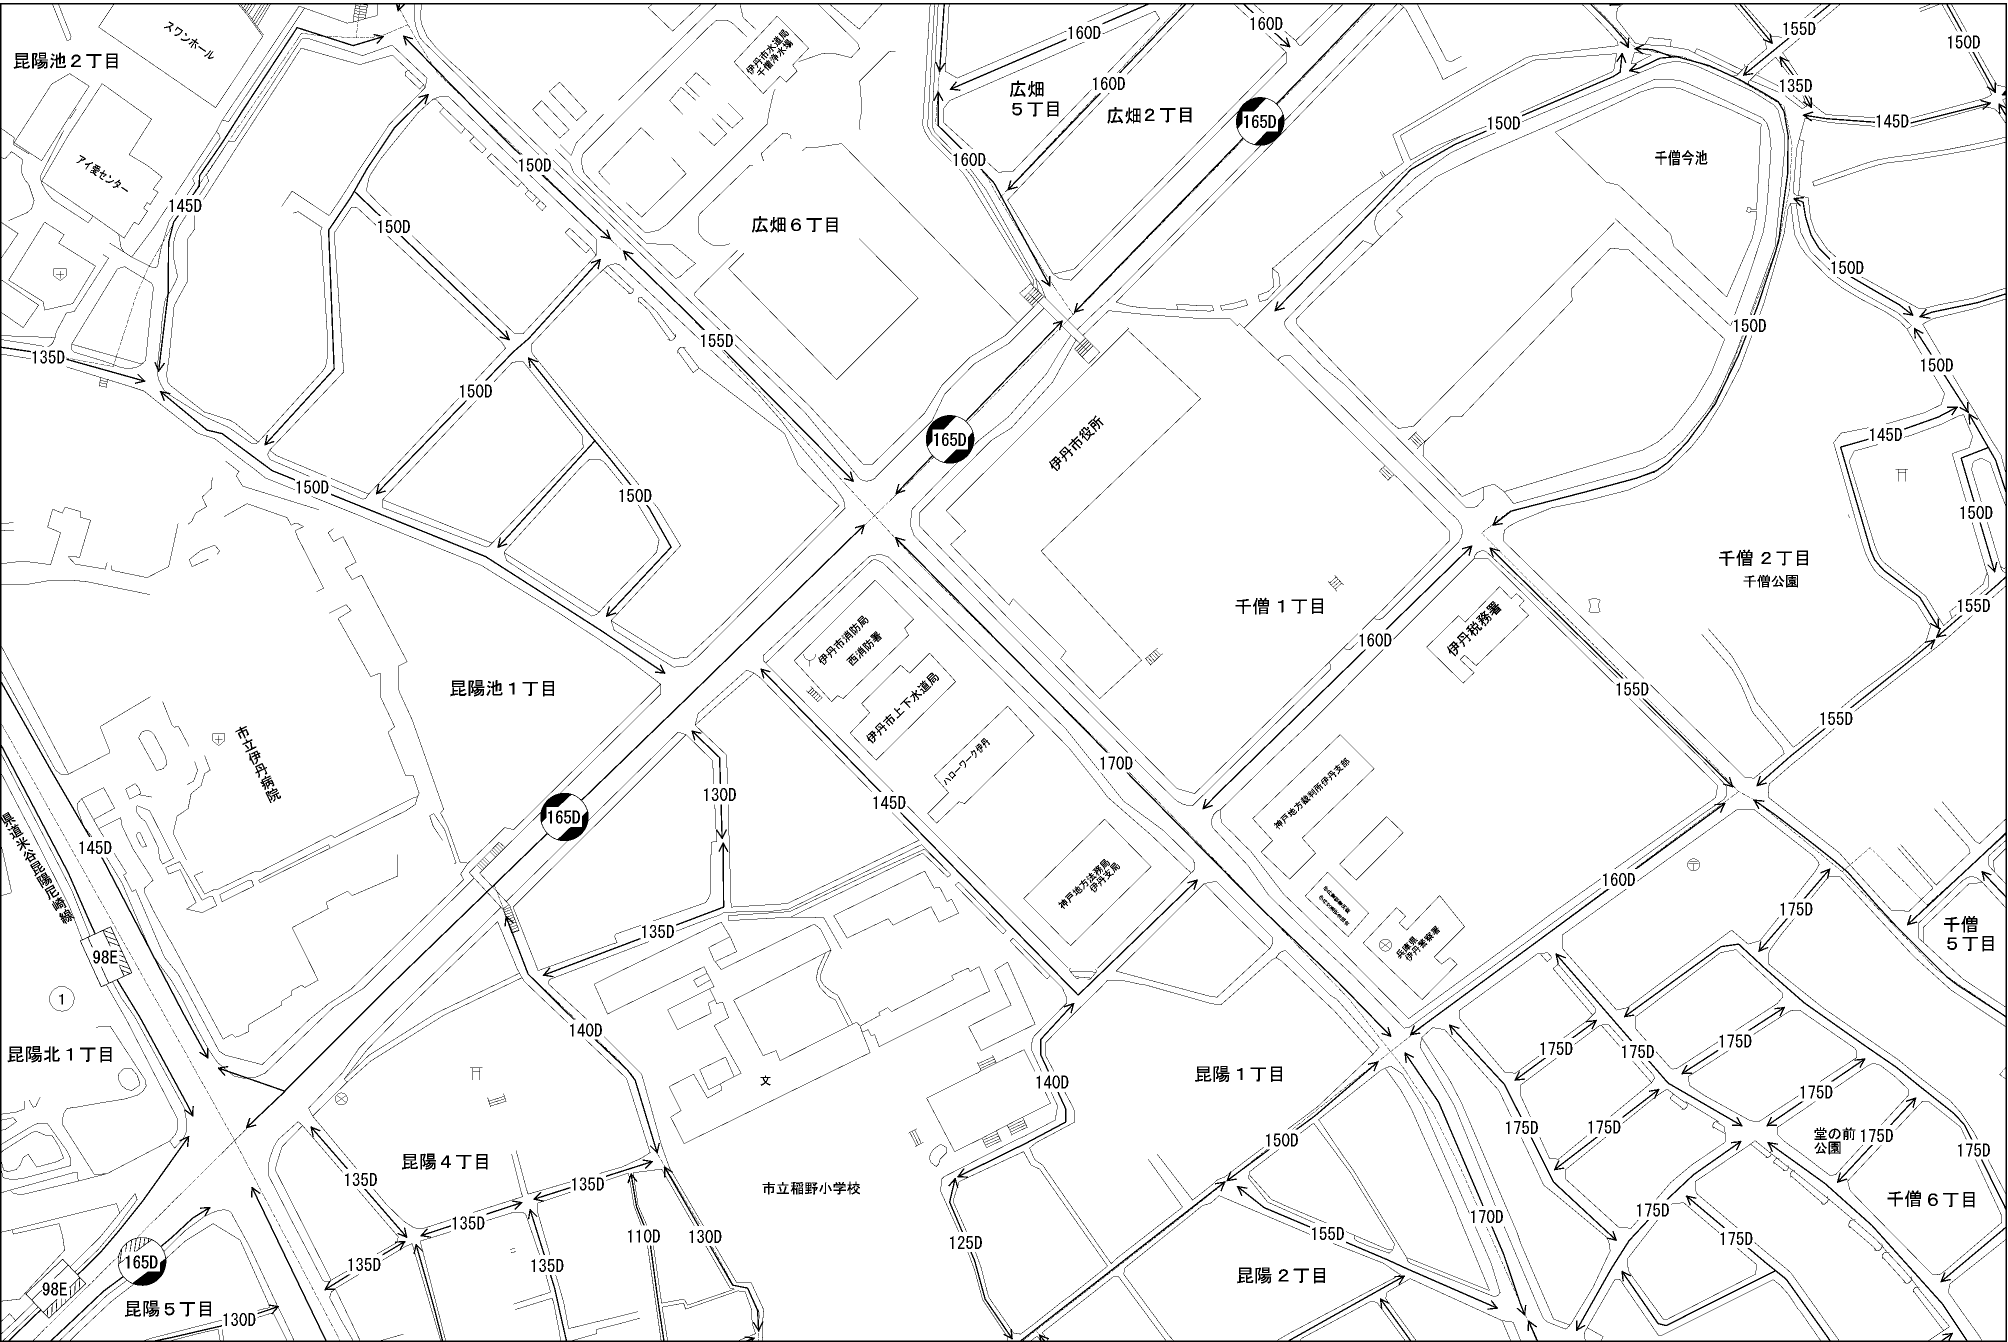 スワンホール
昆陽池２丁目
アイ愛センター
伊丹市水道局
千僧浄水場
160D
160D
155D
150D
広畑
５丁目
160D
広畑２丁目
165D
135D
145D
150D
千僧今池
150D
160D
145D
150D
広畑６丁目
150D
150D
135D
155D
150D
150D
150D
145D
伊丹市役所
165D
150D
150D
150D
千僧２丁目
千僧公園
千僧１丁目
155D
伊丹税務署
160D
伊丹市消防局
西消防署
伊丹市上下水道局
昆陽池１丁目
155D
155D
市立伊丹病院
170D
ハローワーク伊丹
神戸地方裁判所伊丹支部
130D
145D
165D
県道米谷昆陽尼崎線
145D
神戸地方法務局
伊丹支局
160D
175D
千僧
５丁目
135D
兵庫県
伊丹警察署
98E
1
140D
昆陽北１丁目
175D
175D
175D
昆陽１丁目
140D
175D
文
175D
175D
堂の前
公園
175D
175D
150D
昆陽４丁目
135D
135D
市立稲野小学校
千僧６丁目
135D
175D
170D
110D
130D
125D
155D
175D
165D
135D
135D
昆陽２丁目
98E
昆陽５丁目
130D